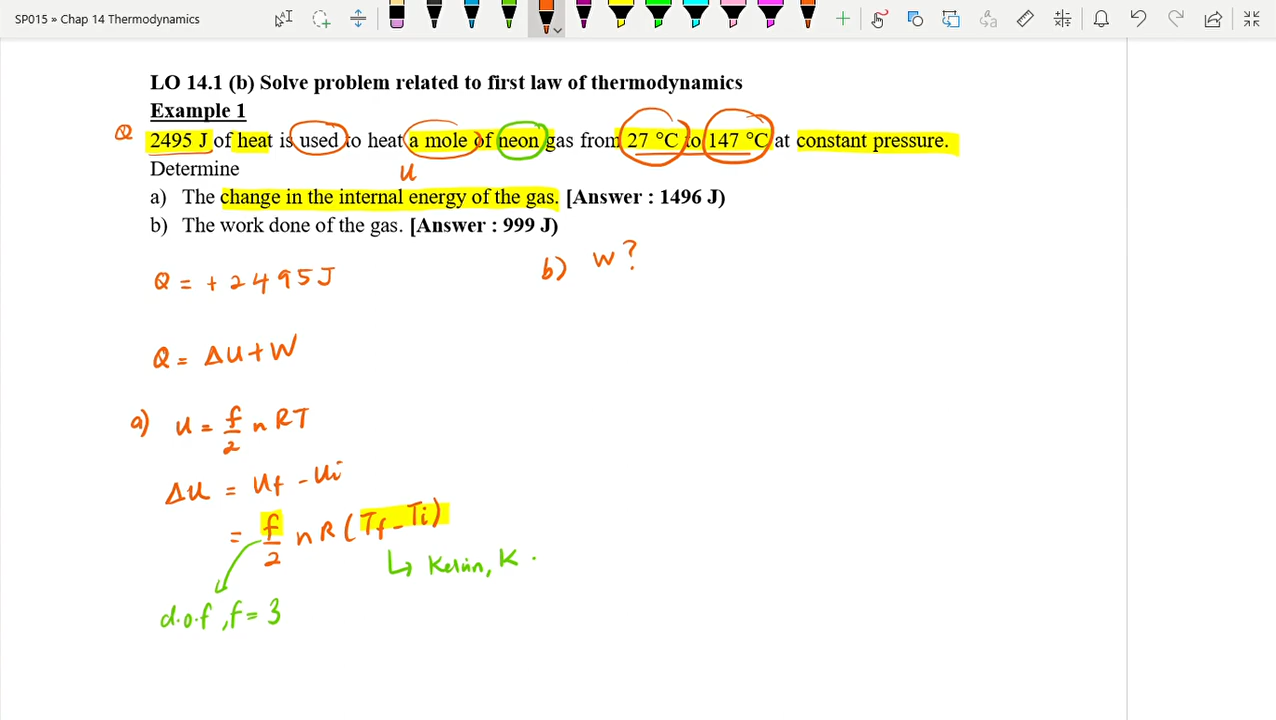 SP015 » Chap 14 Thermodynamics
LO 14.1 (b) Solve problem related to first law of thermodynamics
Example 1
Q 2495 J of heat is used to heat a mole of neon gas from 27 °C to 147 °C at constant pressure.
Determine
U
a) The change in the internal energy of the gas. [Answer : 1496 J)
b) The work done of the gas. [Answer : 999 J)
Q = + 2495J
b) W ?
Q = ΔU + W
a) U = f/2 nRT
ΔU = Uf - Ui
= f/2 nR (Tf - Ti)
↳ Kelvin, K .
d.o.f, f = 3